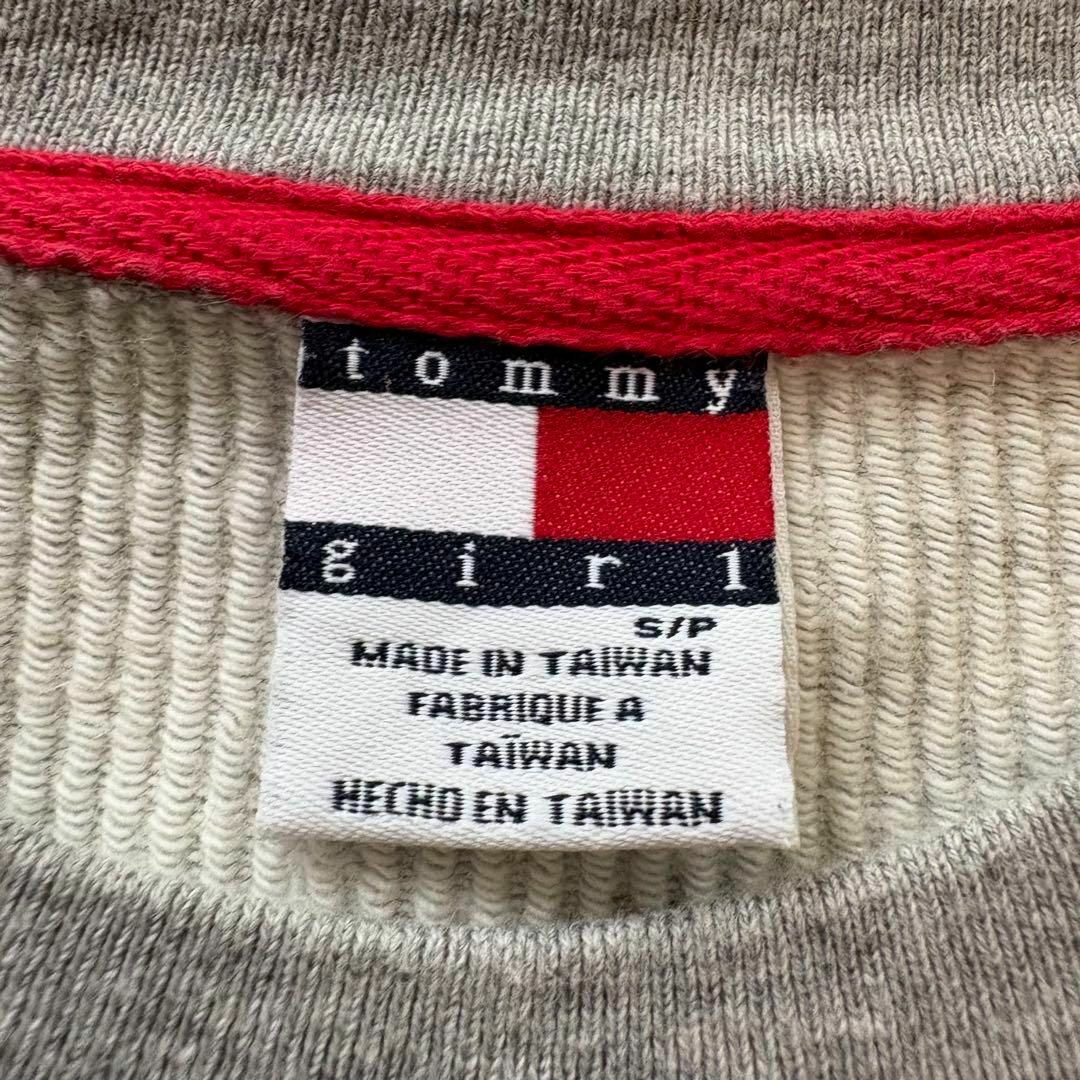 tommy
girl
S/P
MADE IN TAIWAN
FABRIQUE A
TAÏWAN
HECHO EN TAIWAN